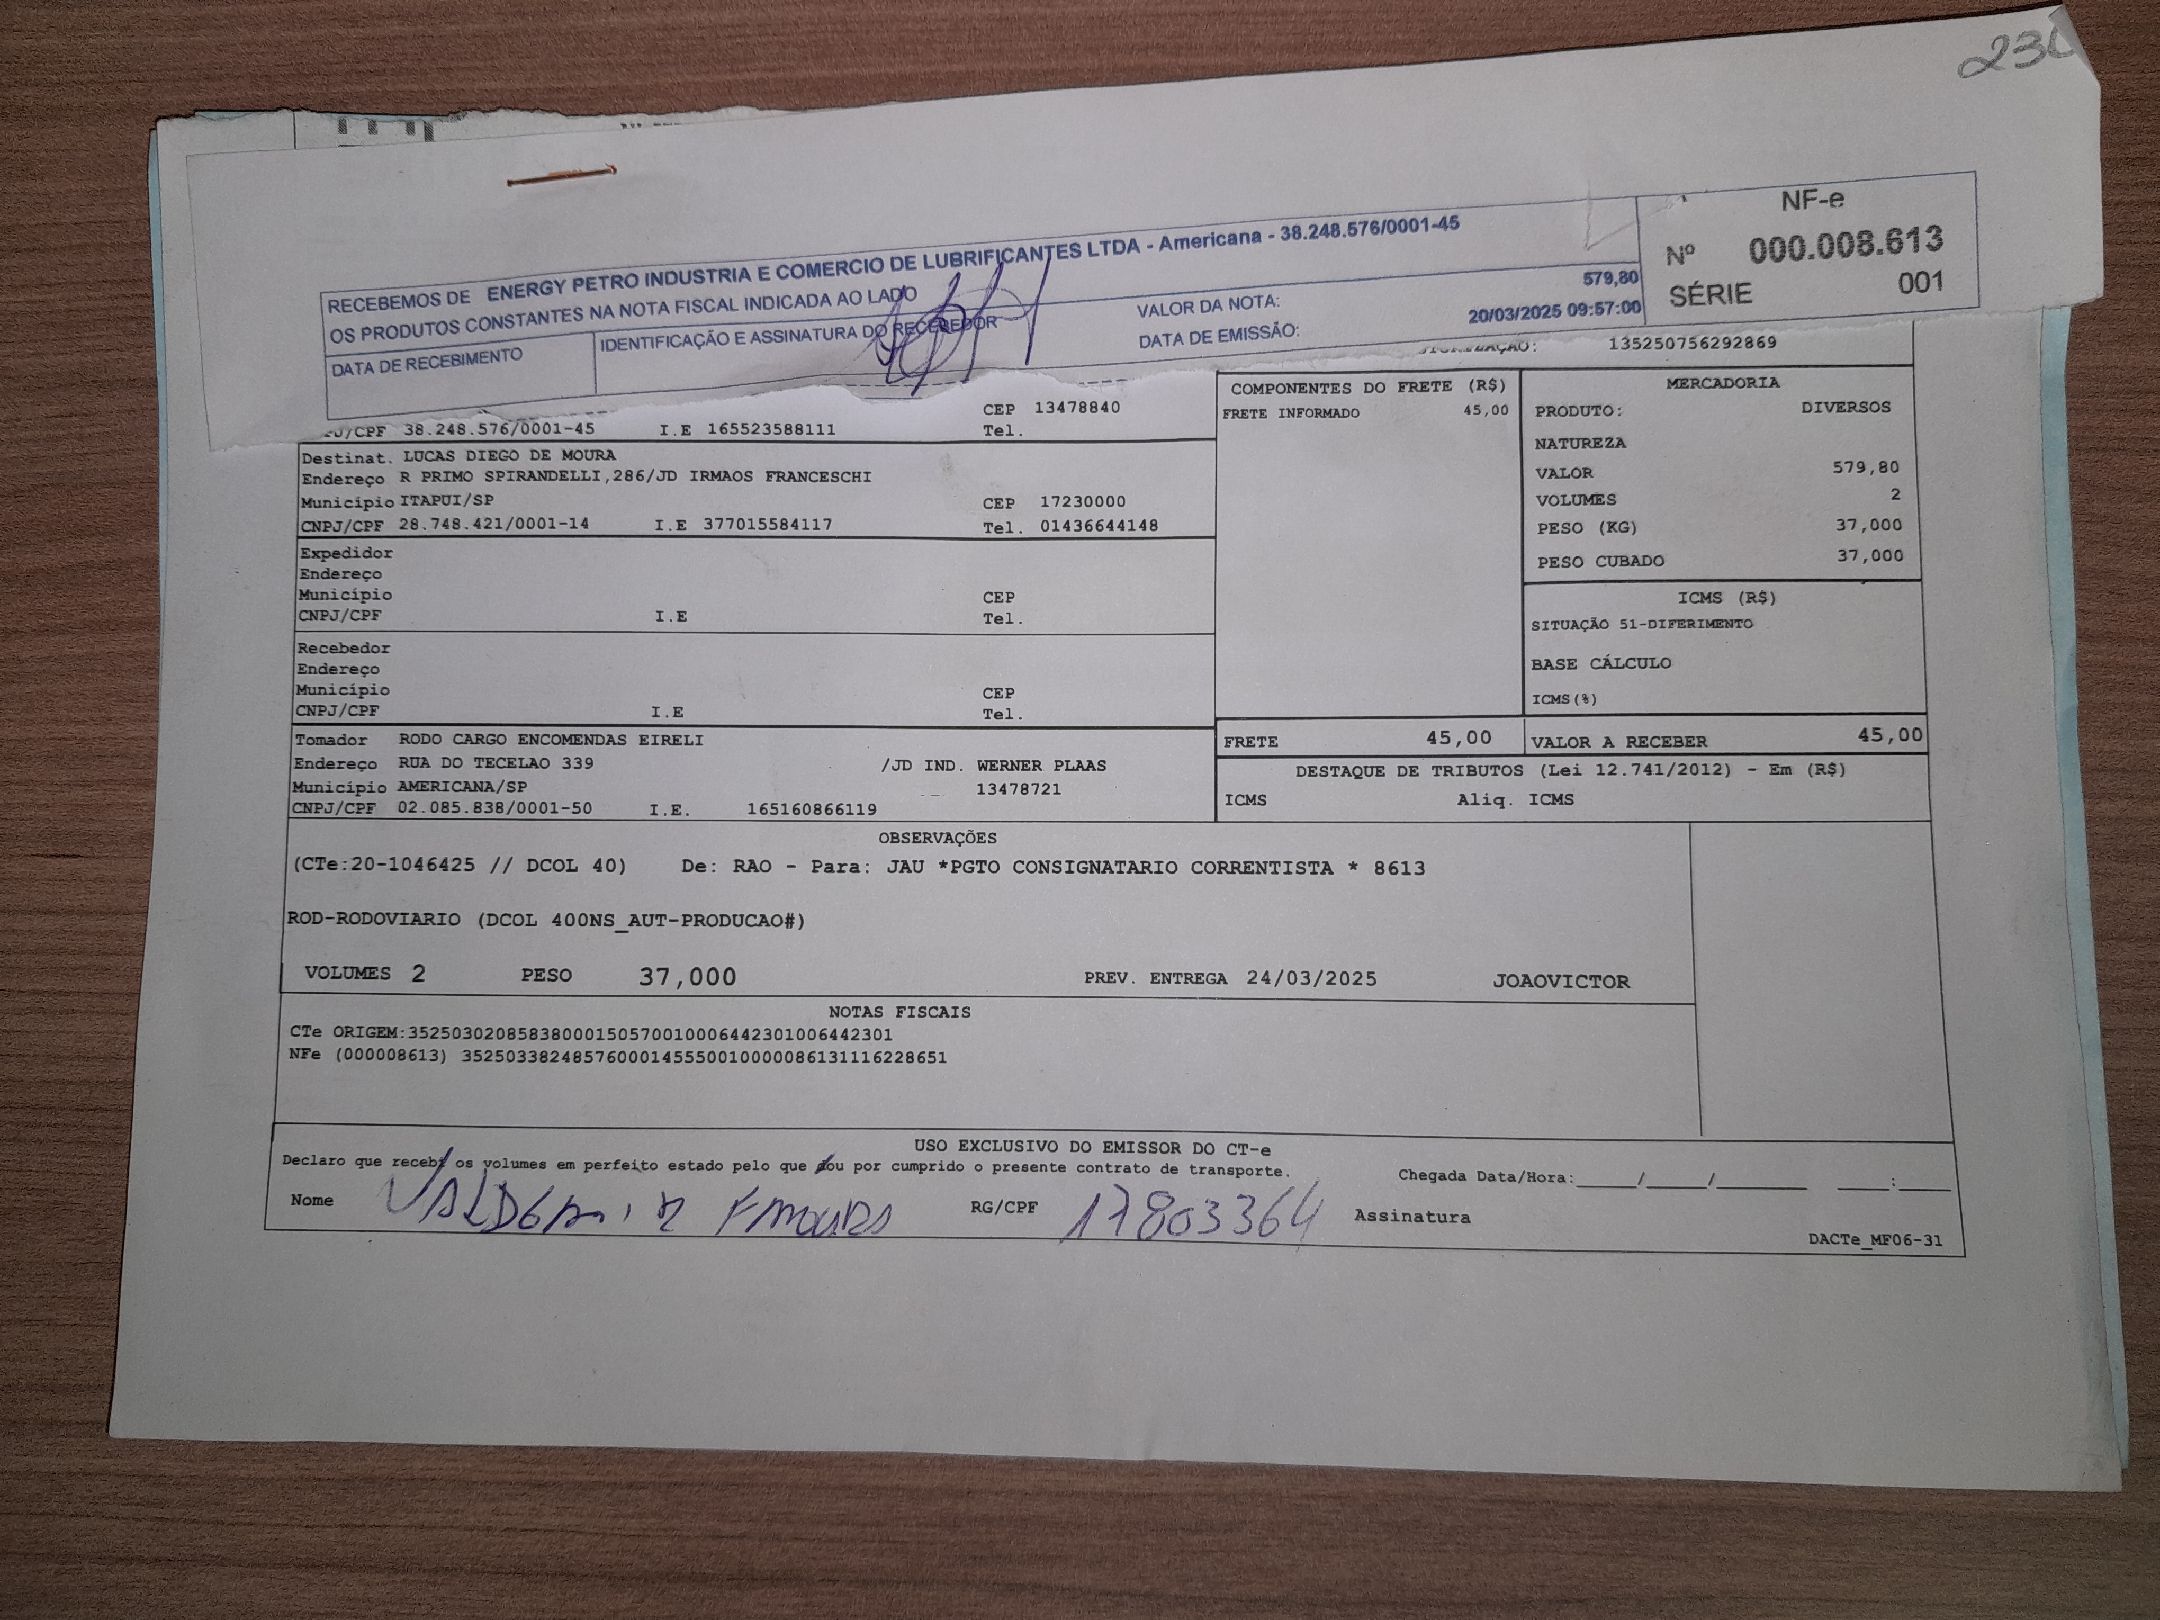 RECEBEMOS DE ENERGY PETRO INDUSTRIA E COMERCIO DE LUBRIFICANTES LTDA - Americana - 38.248.576/0001-45
OS PRODUTOS CONSTANTES NA NOTA FISCAL INDICADA AO LADO
VALOR DA NOTA: 579,80
DATA DE EMISSÃO: 20/03/2025 09:57:00
DATA DE RECEBIMENTO
IDENTIFICAÇÃO E ASSINATURA DO RECEBEDOR
NF-e
Nº 000.008.613
SÉRIE 001
135250756292869
CEP 13478840
CNPJ/CPF 38.248.576/0001-45 I.E 165523588111 Tel.
Destinat. LUCAS DIEGO DE MOURA
Endereço R PRIMO SPIRANDELLI,286/JD IRMAOS FRANCESCHI
Município ITAPUI/SP CEP 17230000
CNPJ/CPF 28.748.421/0001-14 I.E 377015584117 Tel. 01436644148
Expedidor
Endereço
Município CEP
CNPJ/CPF I.E Tel.
Recebedor
Endereço
Município CEP
CNPJ/CPF I.E Tel.
Tomador RODO CARGO ENCOMENDAS EIRELI
Endereço RUA DO TECELAO 339 /JD IND. WERNER PLAAS
Município AMERICANA/SP 13478721
CNPJ/CPF 02.085.838/0001-50 I.E. 165160866119
COMPONENTES DO FRETE (R$)
FRETE INFORMADO 45,00
MERCADORIA
PRODUTO: DIVERSOS
NATUREZA
VALOR 579,80
VOLUMES 2
PESO (KG) 37,000
PESO CUBADO 37,000
ICMS (R$)
SITUAÇÃO 51-DIFERIMENTO
BASE CÁLCULO
ICMS(%)
FRETE 45,00 VALOR A RECEBER 45,00
DESTAQUE DE TRIBUTOS (Lei 12.741/2012) - Em (R$)
ICMS Aliq. ICMS
OBSERVAÇÕES
(CTe:20-1046425 // DCOL 40) De: RAO - Para: JAU *PGTO CONSIGNATARIO CORRENTISTA * 8613
ROD-RODOVIARIO (DCOL 400NS_AUT-PRODUCAO#)
VOLUMES 2 PESO 37,000 PREV. ENTREGA 24/03/2025 JOAOVICTOR
NOTAS FISCAIS
CTe ORIGEM:35250302085838000150570010006442301006442301
NFe (000008613) 35250338248576000145550010000086131116228651
USO EXCLUSIVO DO EMISSOR DO CT-e
Declaro que recebi os volumes em perfeito estado pelo que dou por cumprido o presente contrato de transporte. Chegada Data/Hora:____/____/______ ____:____
Nome VALDEMIR F MOURA RG/CPF 17803364 Assinatura
DACTe_MF06-31